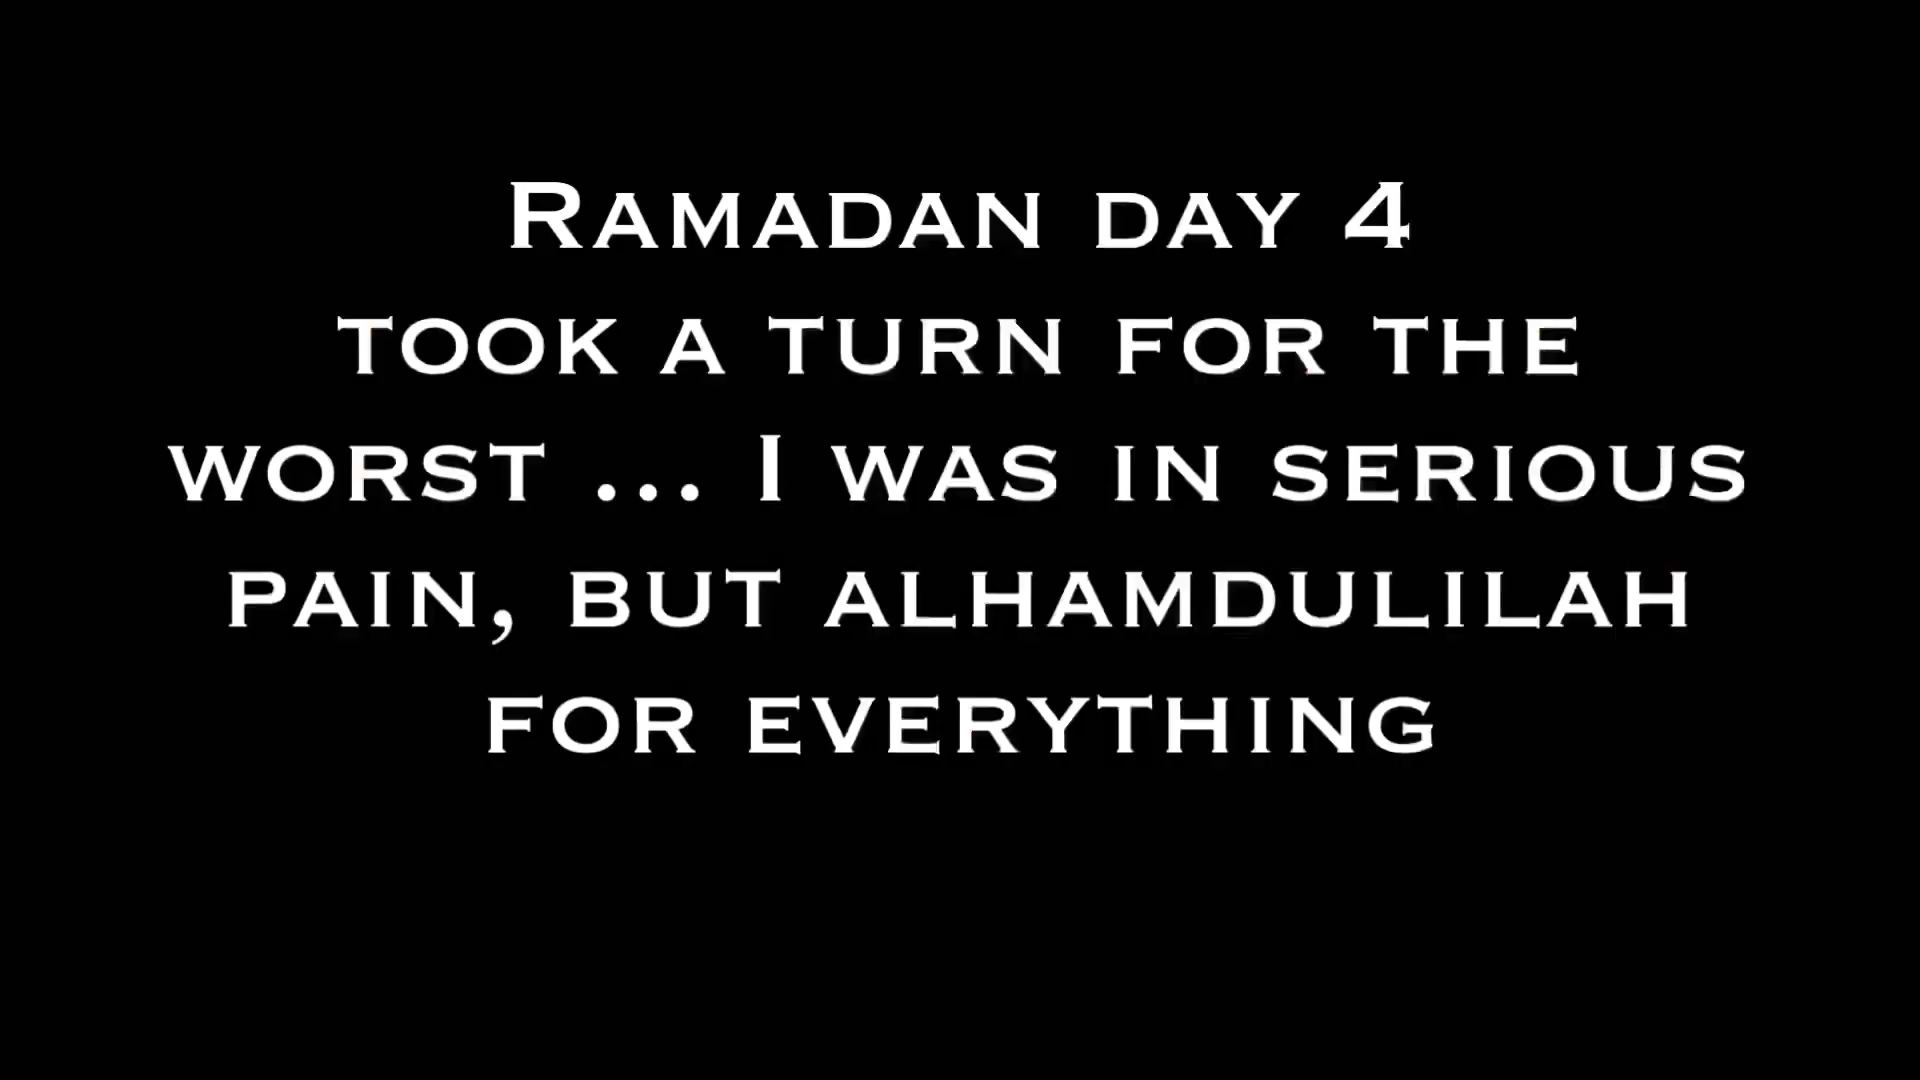 Ramadan day 4
took a turn for the
worst ... I was in serious
pain, but alhamdulilah
for everything